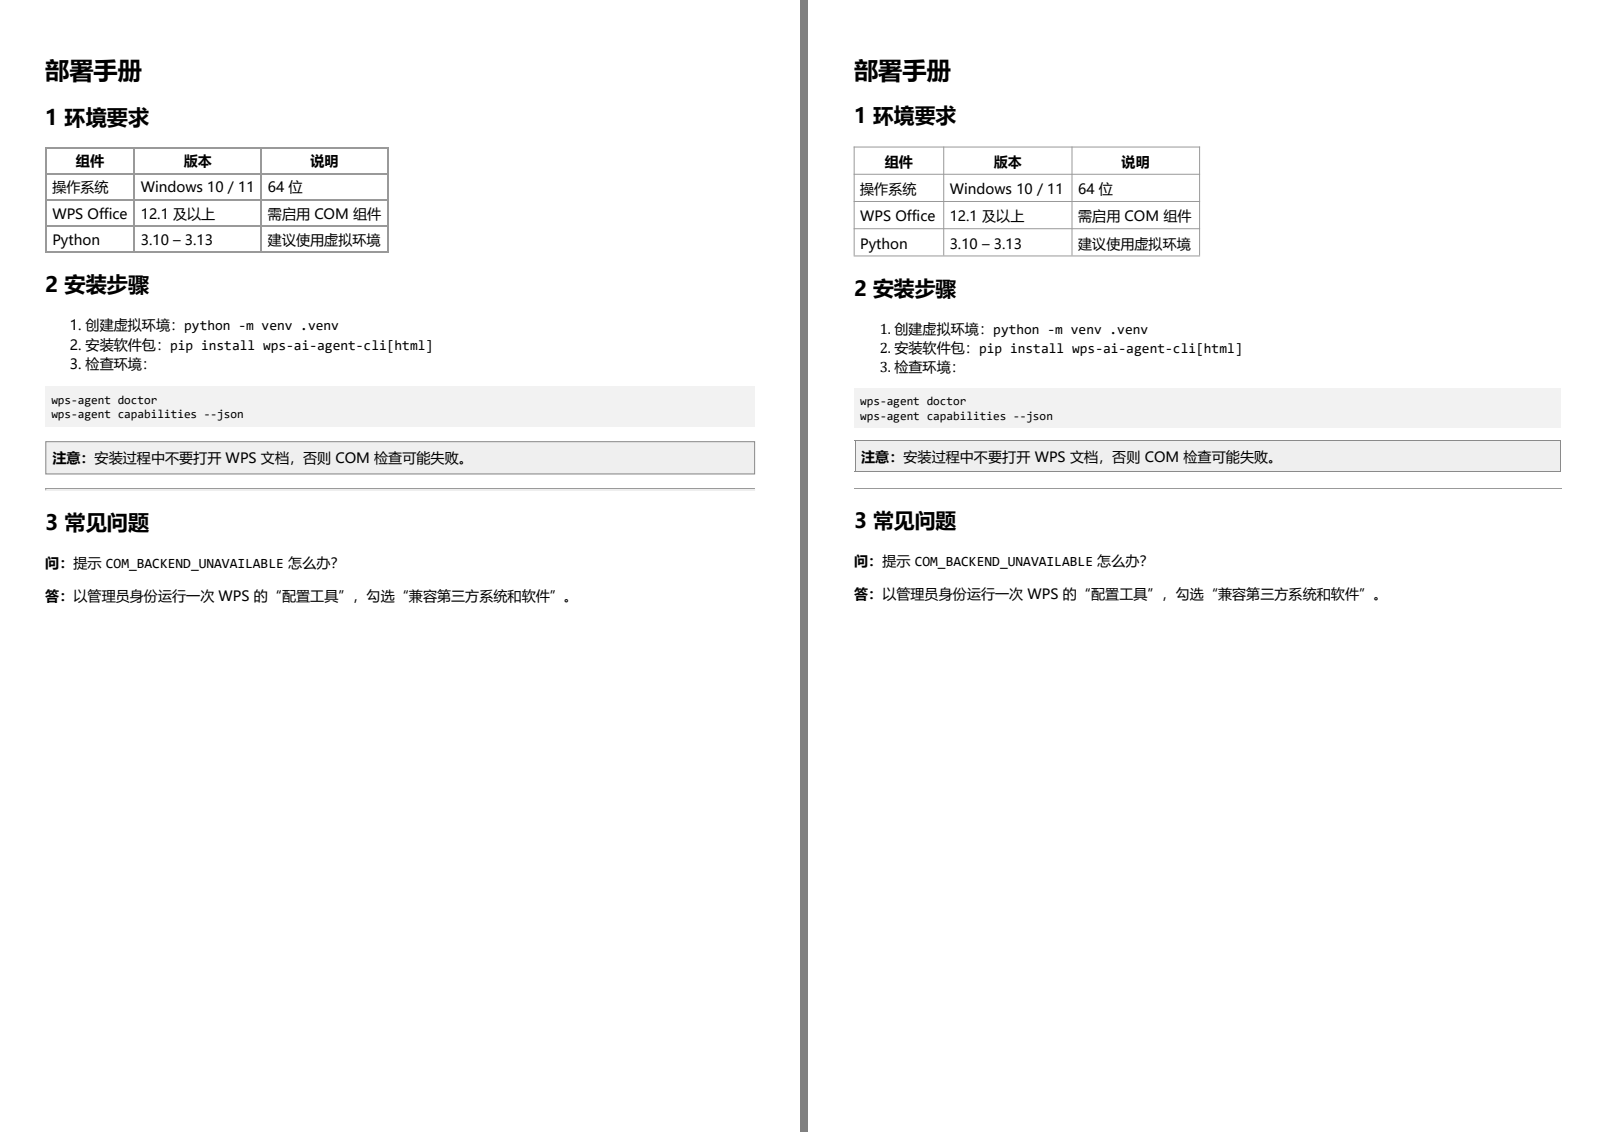 部署手册
1 环境要求
组件 版本 说明
操作系统 Windows 10 / 11 64 位
WPS Office 12.1 及以上 需启用 COM 组件
Python 3.10 – 3.13 建议使用虚拟环境
2 安装步骤
1. 创建虚拟环境：python -m venv .venv
2. 安装软件包：pip install wps-ai-agent-cli[html]
3. 检查环境：
wps-agent doctor
wps-agent capabilities --json
注意：安装过程中不要打开 WPS 文档，否则 COM 检查可能失败。
3 常见问题
问：提示 COM_BACKEND_UNAVAILABLE 怎么办？
答：以管理员身份运行一次 WPS 的“配置工具”，勾选“兼容第三方系统和软件”。
部署手册
1 环境要求
组件 版本 说明
操作系统 Windows 10 / 11 64 位
WPS Office 12.1 及以上 需启用 COM 组件
Python 3.10 – 3.13 建议使用虚拟环境
2 安装步骤
1. 创建虚拟环境：python -m venv .venv
2. 安装软件包：pip install wps-ai-agent-cli[html]
3. 检查环境：
wps-agent doctor
wps-agent capabilities --json
注意：安装过程中不要打开 WPS 文档，否则 COM 检查可能失败。
3 常见问题
问：提示 COM_BACKEND_UNAVAILABLE 怎么办？
答：以管理员身份运行一次 WPS 的“配置工具”，勾选“兼容第三方系统和软件”。